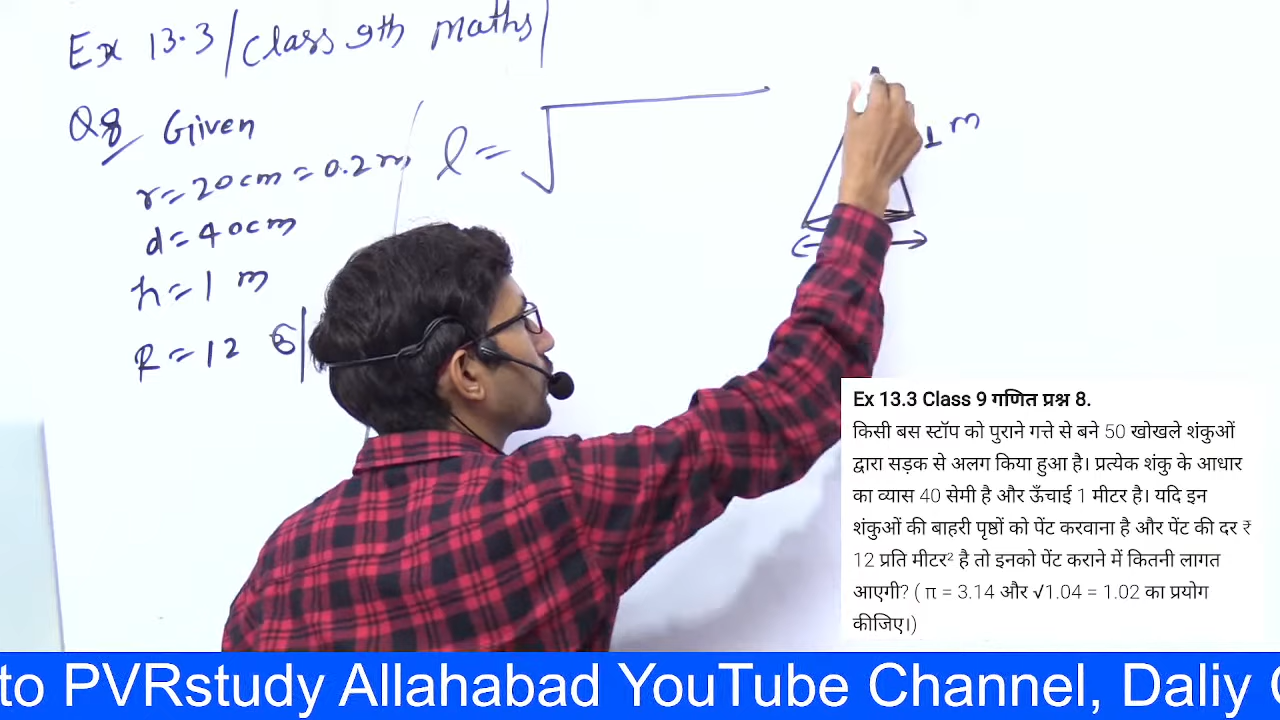 Ex 13.3 / Class 9th Maths
Q8 Given
r = 20 cm = 0.2 m
d = 40 cm
h = 1 m
R = 12
l = √
1 m
Ex 13.3 Class 9 गणित प्रश्न 8.
किसी बस स्टॉप को पुराने गत्ते से बने 50 खोखले शंकुओं
द्वारा सड़क से अलग किया हुआ है। प्रत्येक शंकु के आधार
का व्यास 40 सेमी है और ऊँचाई 1 मीटर है। यदि इन
शंकुओं की बाहरी पृष्ठों को पेंट करवाना है और पेंट की दर ₹
12 प्रति मीटर² है तो इनको पेंट कराने में कितनी लागत
आएगी? ( π = 3.14 और √1.04 = 1.02 का प्रयोग
कीजिए।)
to PVRstudy Allahabad YouTube Channel, Daliy